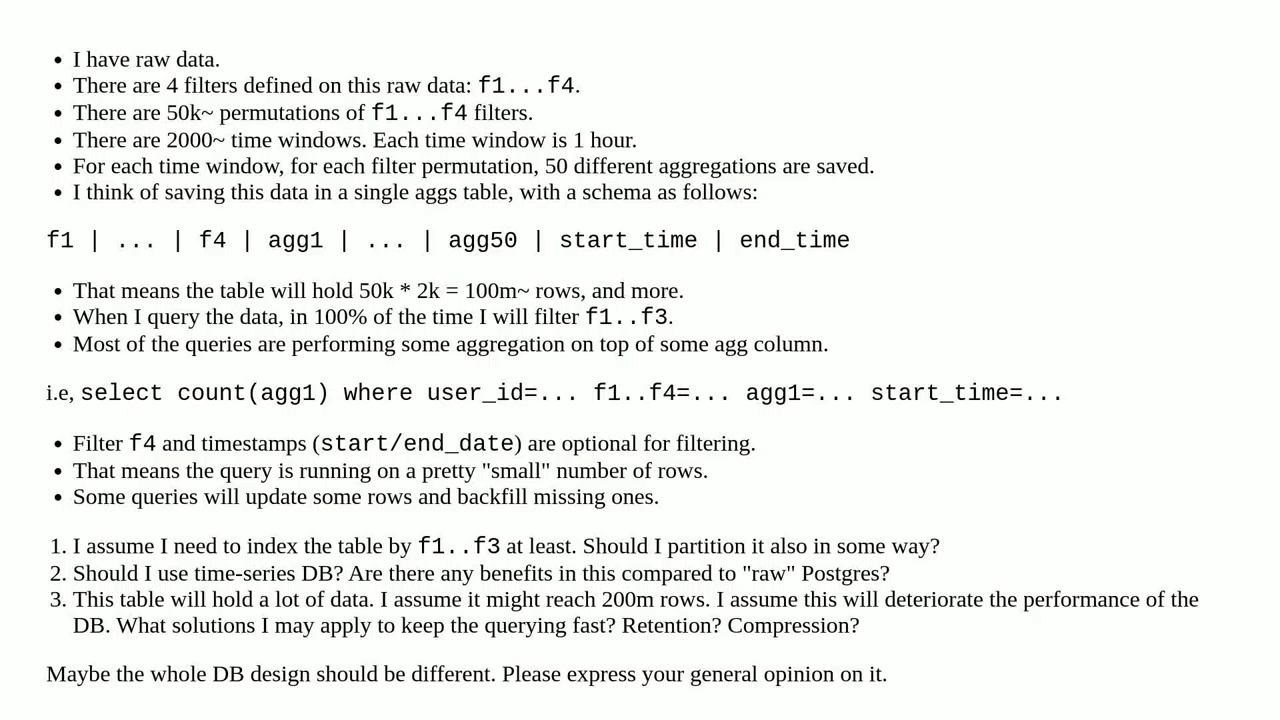 • I have raw data.
• There are 4 filters defined on this raw data: f1...f4.
• There are 50k~ permutations of f1...f4 filters.
• There are 2000~ time windows. Each time window is 1 hour.
• For each time window, for each filter permutation, 50 different aggregations are saved.
• I think of saving this data in a single aggs table, with a schema as follows:
f1 | ... | f4 | agg1 | ... | agg50 | start_time | end_time
• That means the table will hold 50k * 2k = 100m~ rows, and more.
• When I query the data, in 100% of the time I will filter f1..f3.
• Most of the queries are performing some aggregation on top of some agg column.
i.e, select count(agg1) where user_id=... f1..f4=... agg1=... start_time=...
• Filter f4 and timestamps (start/end_date) are optional for filtering.
• That means the query is running on a pretty "small" number of rows.
• Some queries will update some rows and backfill missing ones.
1. I assume I need to index the table by f1..f3 at least. Should I partition it also in some way?
2. Should I use time-series DB? Are there any benefits in this compared to "raw" Postgres?
3. This table will hold a lot of data. I assume it might reach 200m rows. I assume this will deteriorate the performance of the
DB. What solutions I may apply to keep the querying fast? Retention? Compression?
Maybe the whole DB design should be different. Please express your general opinion on it.